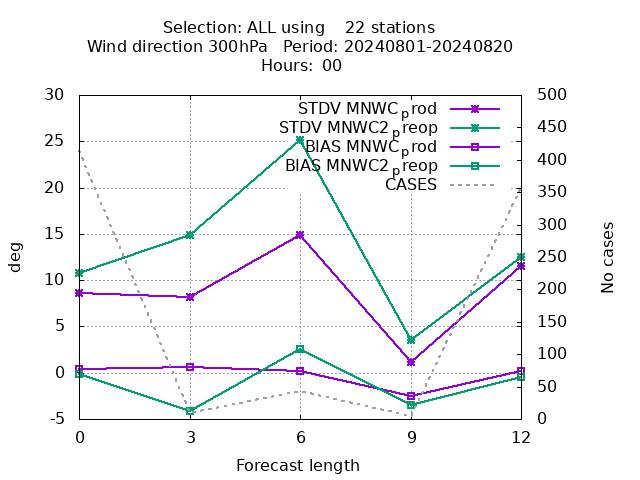 Selection: ALL using    22 stations
Wind direction 300hPa   Period: 20240801-20240820
Hours: 00
30
25
20
15
10
5
0
-5
deg
STDV MNWC_prod
STDV MNWC2_preop
BIAS MNWC_prod
BIAS MNWC2_preop
CASES
500
450
400
350
300
250
200
150
100
50
0
No cases
0 3 6 9 12
Forecast length